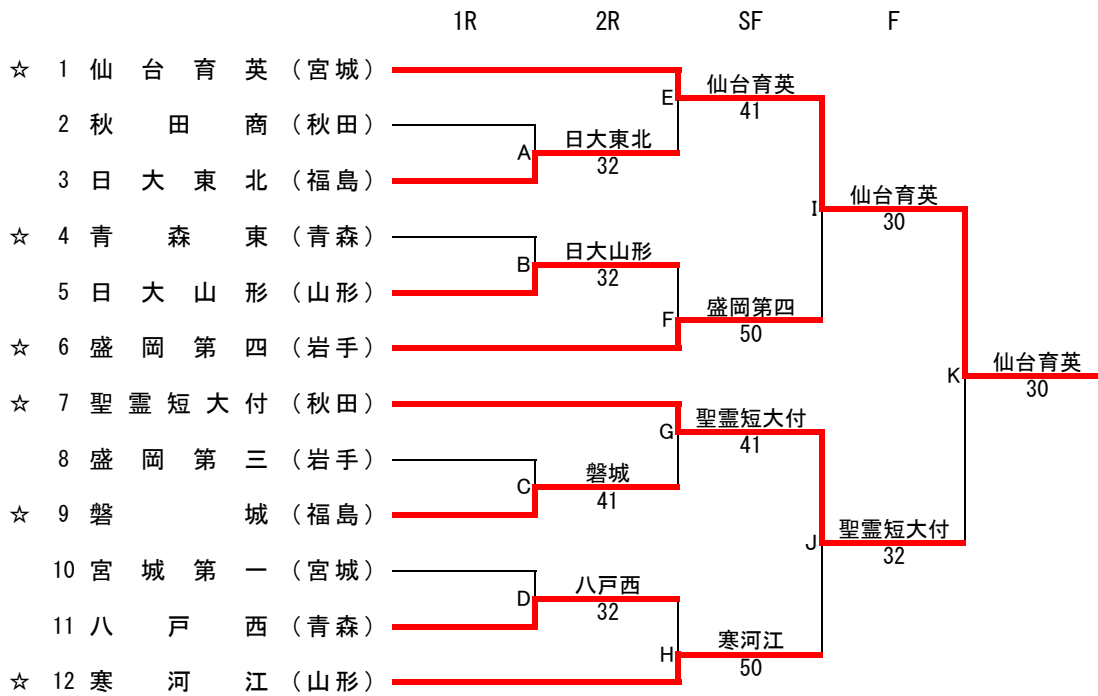 1R 2R SF F
☆ 1 仙台育英（宮城）
仙台育英
E
41
2 秋田商（秋田）
日大東北
A
32
3 日大東北（福島）
仙台育英
I
30
☆ 4 青森東（青森）
日大山形
B
32
5 日大山形（山形）
盛岡第四
F
50
☆ 6 盛岡第四（岩手）
仙台育英
K
30
☆ 7 聖霊短大付（秋田）
聖霊短大付
G
41
8 盛岡第三（岩手）
磐城
C
41
☆ 9 磐城（福島）
聖霊短大付
J
32
10 宮城第一（宮城）
八戸西
D
32
11 八戸西（青森）
寒河江
H
50
☆ 12 寒河江（山形）